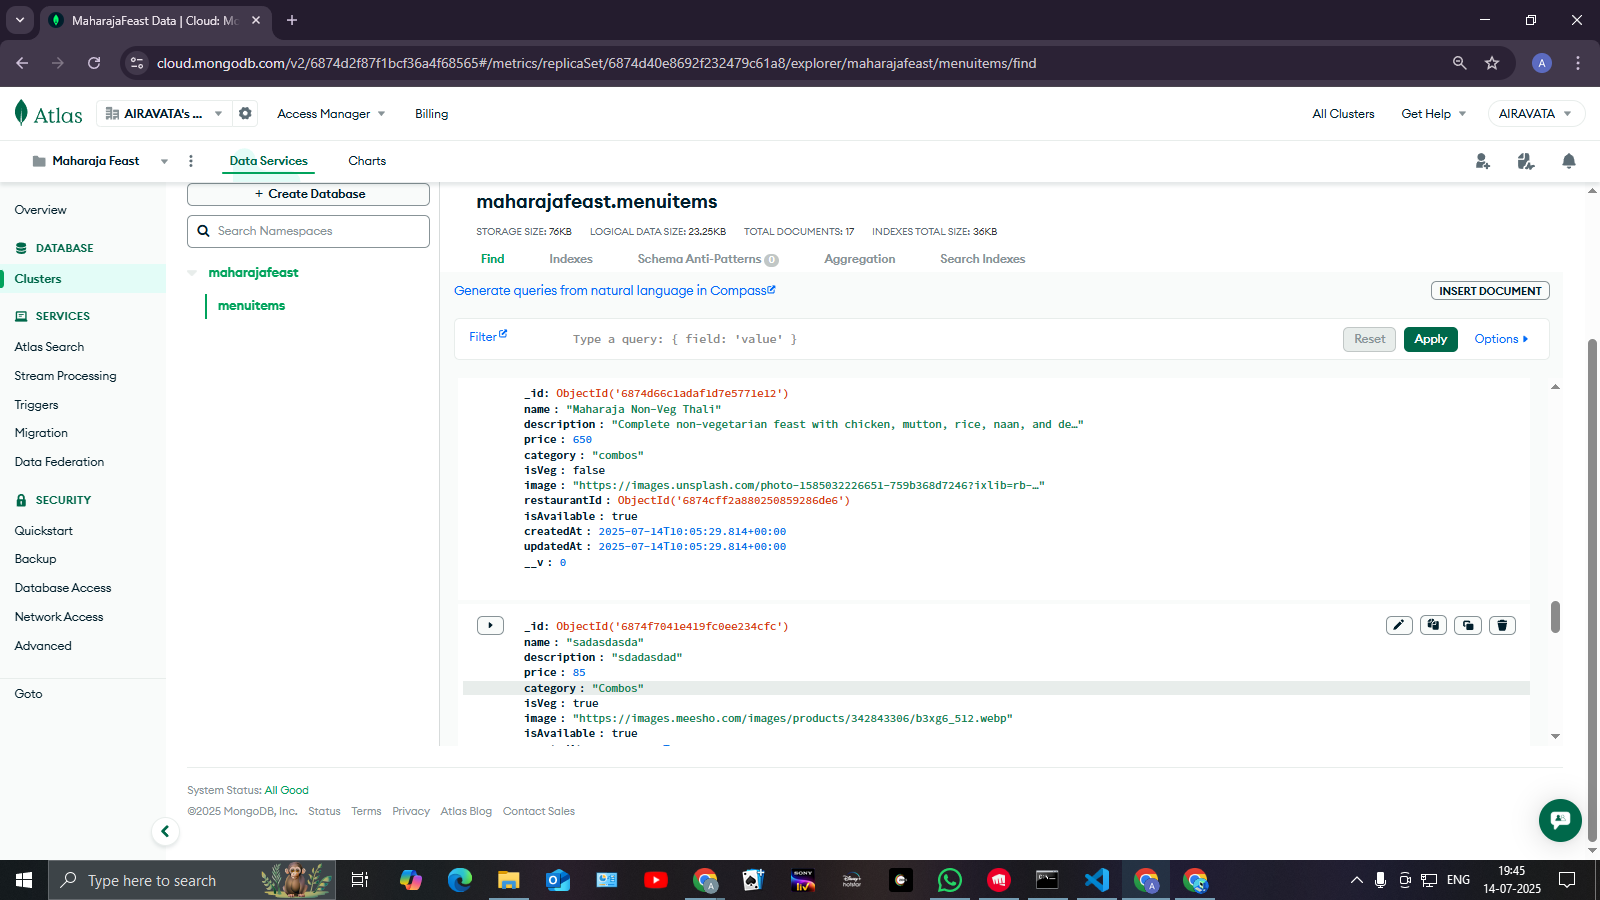 MaharajaFeast Data | Cloud: Mo
cloud.mongodb.com/v2/6874d2f87f1bcf36a4f68565#/metrics/replicaSet/6874d40e8692f232479c61a8/explorer/maharajafeast/menuitems/find
A
Atlas
AIRAVATA's ...
Access Manager
Billing
All Clusters
Get Help
AIRAVATA
Maharaja Feast
Data Services
Charts
Overview
DATABASE
Clusters
SERVICES
Atlas Search
Stream Processing
Triggers
Migration
Data Federation
SECURITY
Quickstart
Backup
Database Access
Network Access
Advanced
Goto
+ Create Database
Search Namespaces
maharajafeast
menuitems
maharajafeast.menuitems
STORAGE SIZE: 76KB LOGICAL DATA SIZE: 23.25KB TOTAL DOCUMENTS: 17 INDEXES TOTAL SIZE: 36KB
Find Indexes Schema Anti-Patterns 0 Aggregation Search Indexes
Generate queries from natural language in Compass
INSERT DOCUMENT
Filter
Type a query: { field: 'value' }
Reset
Apply
Options
_id: ObjectId('6874d66c1adaf1d7e5771e12')
name : "Maharaja Non-Veg Thali"
description : "Complete non-vegetarian feast with chicken, mutton, rice, naan, and de…"
price : 650
category : "combos"
isVeg : false
image : "https://images.unsplash.com/photo-1585032226651-759b368d7246?ixlib=rb-…"
restaurantId : ObjectId('6874cff2a880250859286de6')
isAvailable : true
createdAt : 2025-07-14T10:05:29.814+00:00
updatedAt : 2025-07-14T10:05:29.814+00:00
__v : 0
_id: ObjectId('6874f7041e419fc0ee234cfc')
name : "sadasdasda"
description : "sdadasdad"
price : 85
category : "Combos"
isVeg : true
image : "https://images.meesho.com/images/products/342843306/b3xg6_512.webp"
isAvailable : true
System Status: All Good
©2025 MongoDB, Inc. Status Terms Privacy Atlas Blog Contact Sales
Type here to search
SONY
liv
Disney+
hotstar
ENG
19:45
14-07-2025